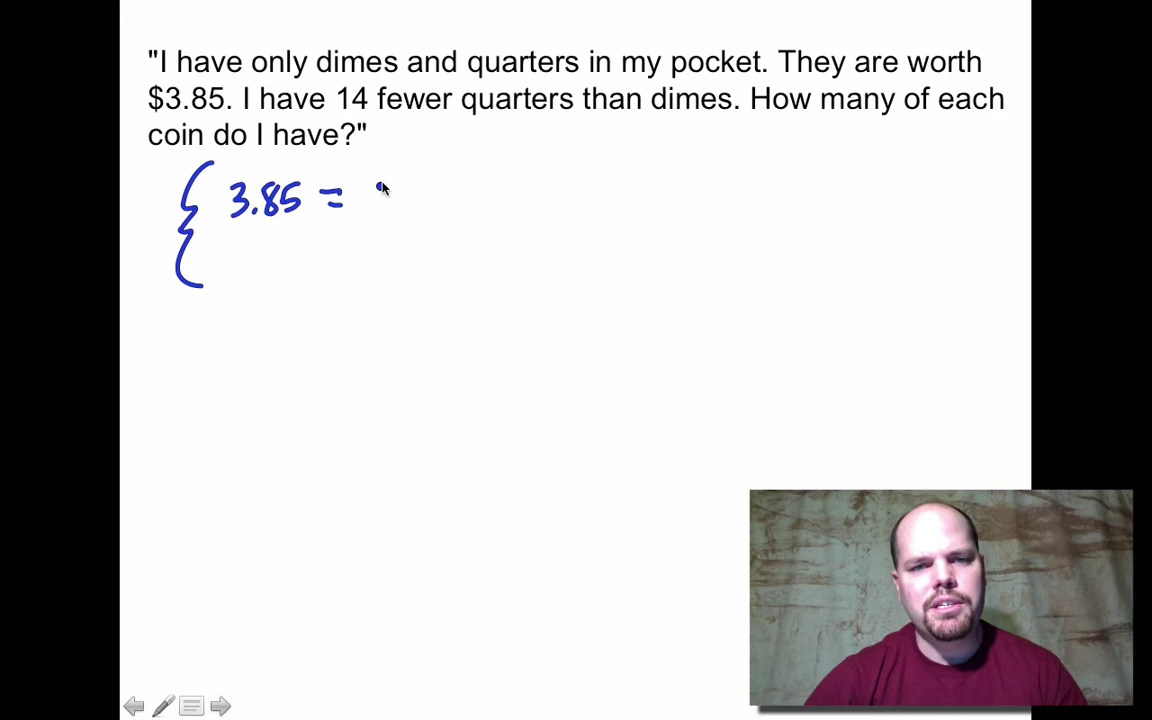 "I have only dimes and quarters in my pocket. They are worth
$3.85. I have 14 fewer quarters than dimes. How many of each
coin do I have?"
3.85 =